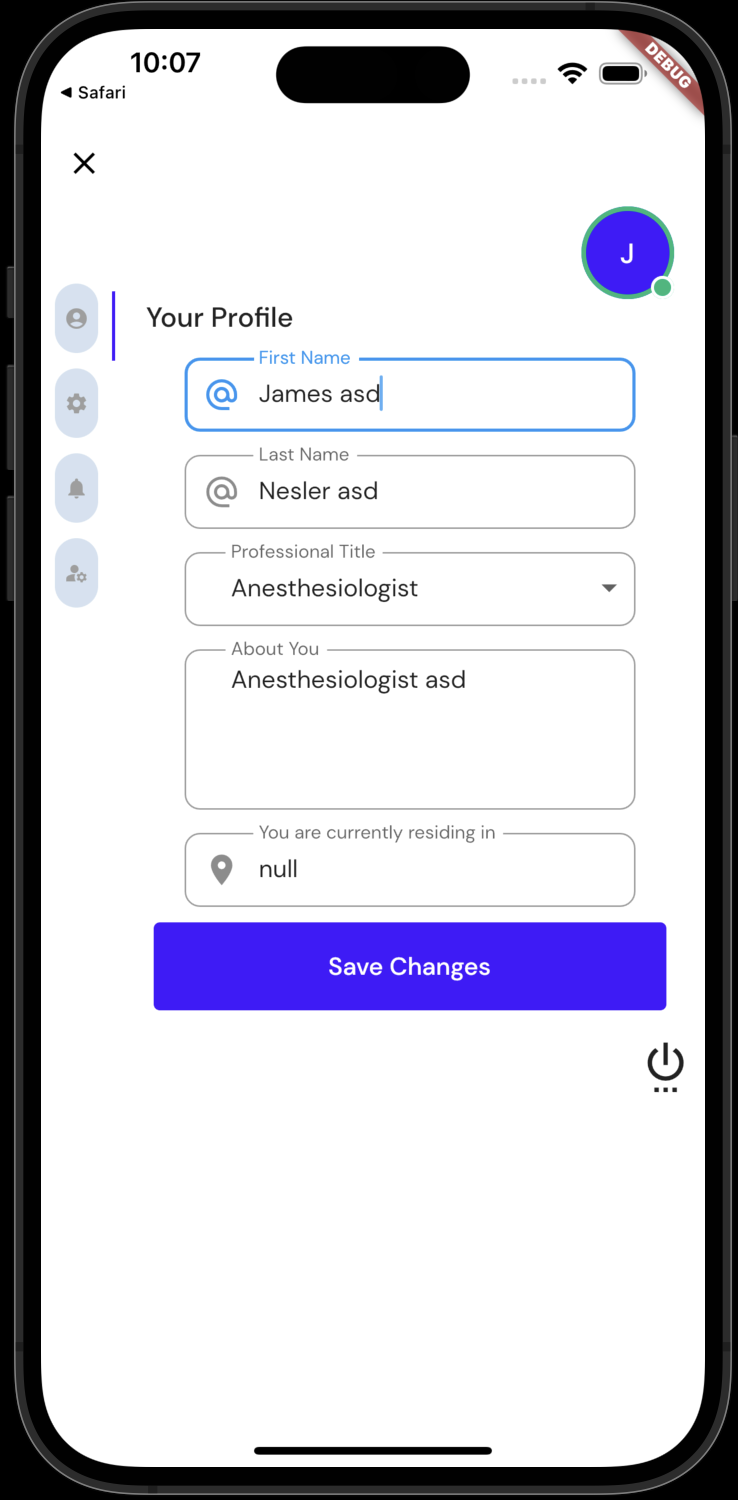 10:07
◀ Safari
DEBUG
J
Your Profile
First Name
James asd
Last Name
Nesler asd
Professional Title
Anesthesiologist
About You
Anesthesiologist asd
You are currently residing in
null
Save Changes